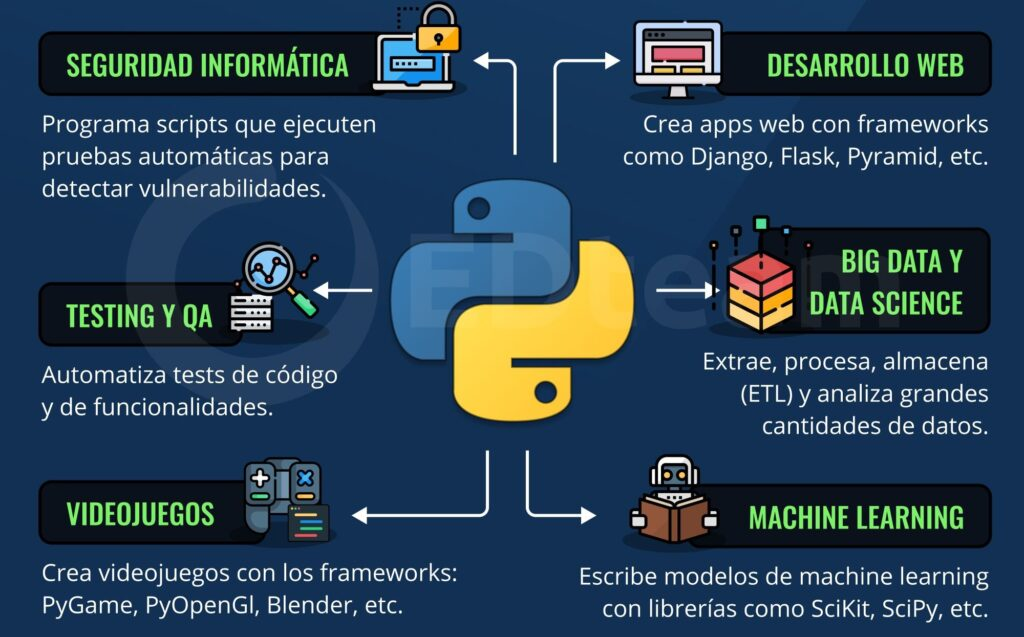 SEGURIDAD INFORMÁTICA
Programa scripts que ejecuten
pruebas automáticas para
detectar vulnerabilidades.
DESARROLLO WEB
Crea apps web con frameworks
como Django, Flask, Pyramid, etc.
TESTING Y QA
Automatiza tests de código
y de funcionalidades.
BIG DATA Y
DATA SCIENCE
Extrae, procesa, almacena
(ETL) y analiza grandes
cantidades de datos.
VIDEOJUEGOS
Crea videojuegos con los frameworks:
PyGame, PyOpenGl, Blender, etc.
MACHINE LEARNING
Escribe modelos de machine learning
con librerías como SciKit, SciPy, etc.
EDteam